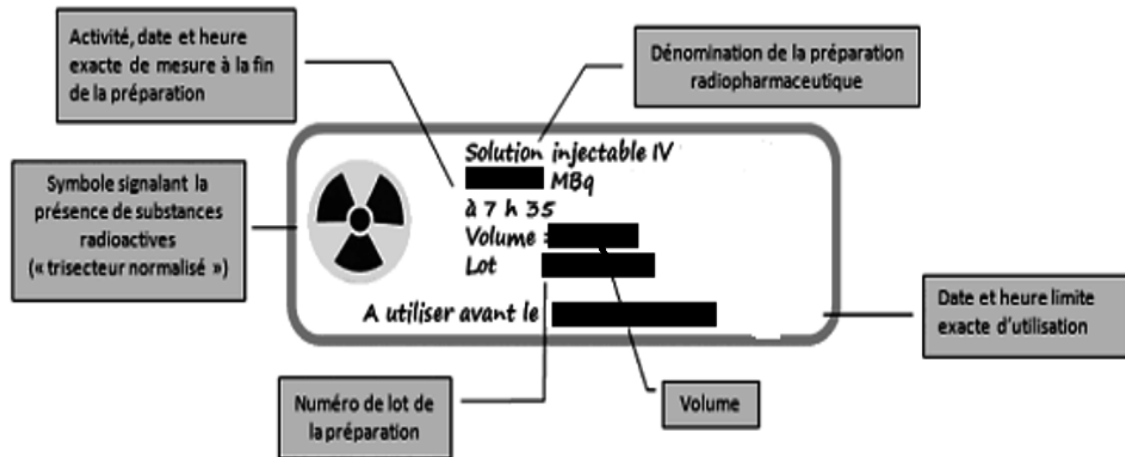 Activité, date et heure
exacte de mesure à la fin
de la préparation
Dénomination de la préparation
radiopharmaceutique
Symbole signalant la
présence de substances
radioactives
(« trisecteur normalisé »)
Solution injectable IV
MBq
à 7 h 35
Volume :
Lot
A utiliser avant le
Date et heure limite
exacte d'utilisation
Numéro de lot de
la préparation
Volume